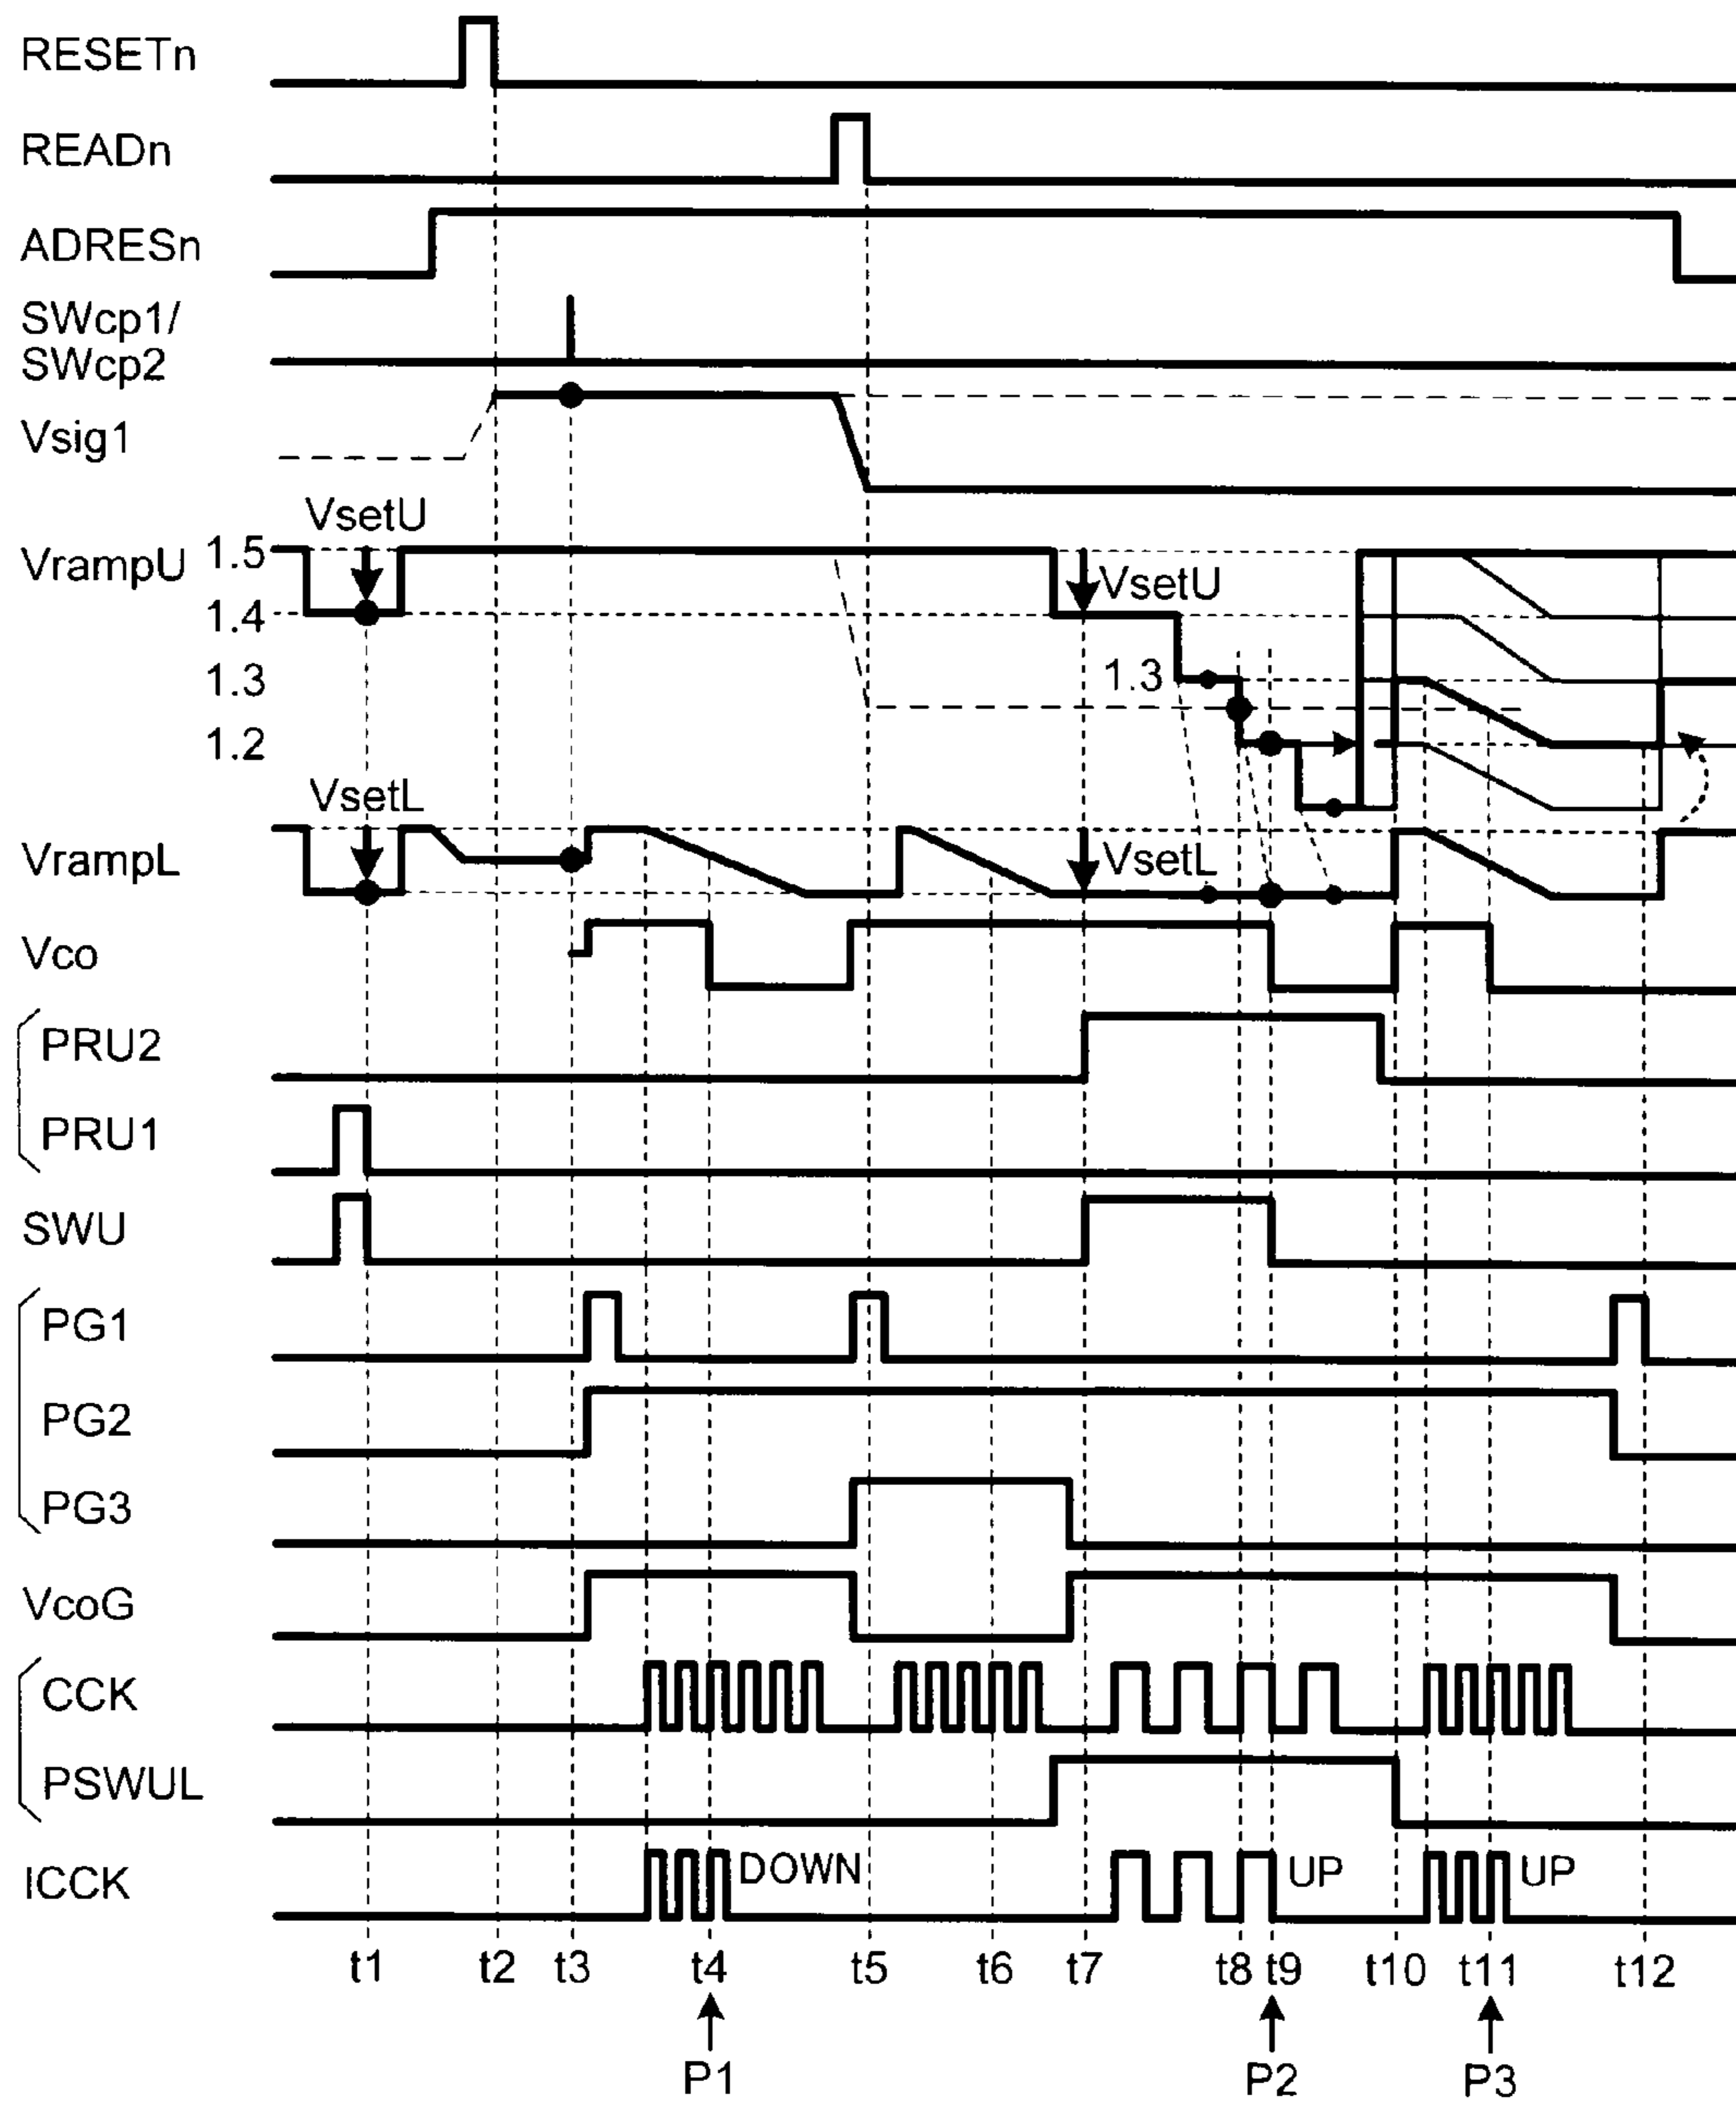 RESETn
READn
ADRESn
SWcp1/
SWcp2
Vsig1
VsetU
VrampU 1.5
VsetU
1.4
1.3 1.3
1.2
VsetL
VrampL VsetL
Vco
PRU2
PRU1
SWU
PG1
PG2
PG3
VcoG
CCK
PSWUL
ICCK DOWN UP UP
t1 t2 t3 t4 t5 t6 t7 t8 t9 t10 t11 t12
P1 P2 P3